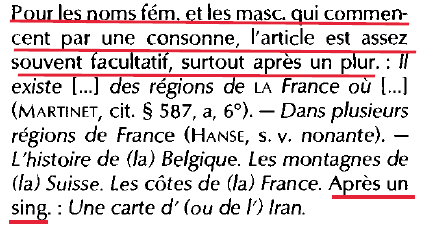 Pour les noms fém. et les masc. qui commen-
cent par une consonne, l'article est assez
souvent facultatif, surtout après un plur. : Il
existe [...] des régions de LA France où [...]
(MARTINET, cit. § 587, a, 6°). — Dans plusieurs
régions de France (HANSE, s. v. nonante). —
L'histoire de (la) Belgique. Les montagnes de
(la) Suisse. Les côtes de (la) France. Après un
sing. : Une carte d' (ou de l') Iran.